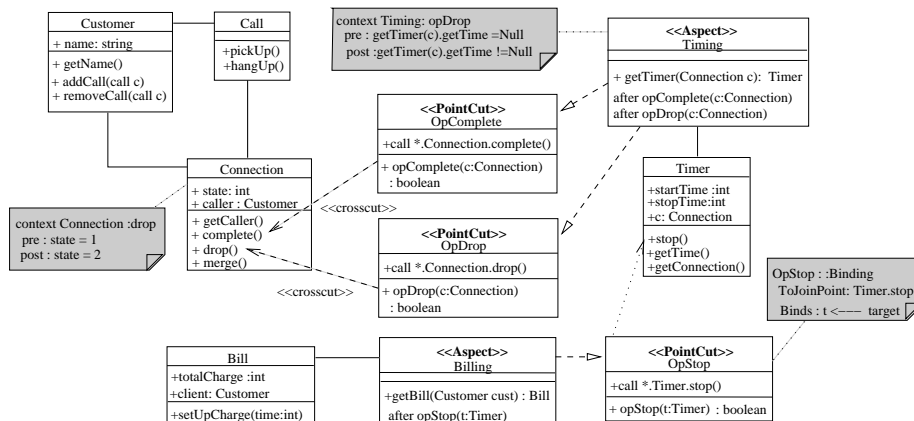 Customer
+ name: string
+ getName()
+ addCall(call c)
+ removeCall(call c)
Call
+pickUp()
+hangUp()
context Timing: opDrop
pre : getTimer(c).getTime =Null
post :getTimer(c).getTime !=Null
<<Aspect>>
Timing
+ getTimer(Connection c): Timer
after opComplete(c:Connection)
after opDrop(c:Connection)
<<PointCut>>
OpComplete
+call *.Connection.complete()
+ opComplete(c:Connection)
: boolean
Connection
+ state: int
+ caller : Customer
+ getCaller()
+ complete()
+ drop()
+ merge()
<<crosscut>>
<<crosscut>>
context Connection :drop
pre : state = 1
post : state = 2
<<PointCut>>
OpDrop
+call *.Connection.drop()
+ opDrop(c:Connection)
: boolean
Timer
+startTime :int
+stopTime:int
+c: Connection
+stop()
+getTime()
+getConnection()
OpStop : :Binding
ToJoinPoint: Timer.stop
Binds : t <−−− target
Bill
+totalCharge :int
+client: Customer
+setUpCharge(time:int)
<<Aspect>>
Billing
+getBill(Customer cust) : Bill
after opStop(t:Timer)
<<PointCut>>
OpStop
+call *.Timer.stop()
+ opStop(t:Timer) : boolean